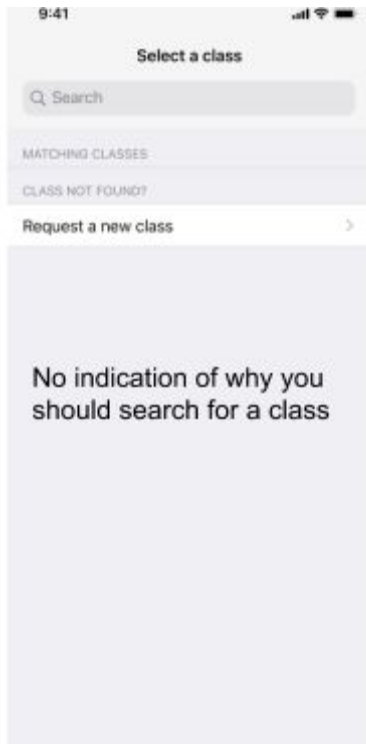 9:41
Select a class
Search
MATCHING CLASSES
CLASS NOT FOUND?
Request a new class
No indication of why you
should search for a class